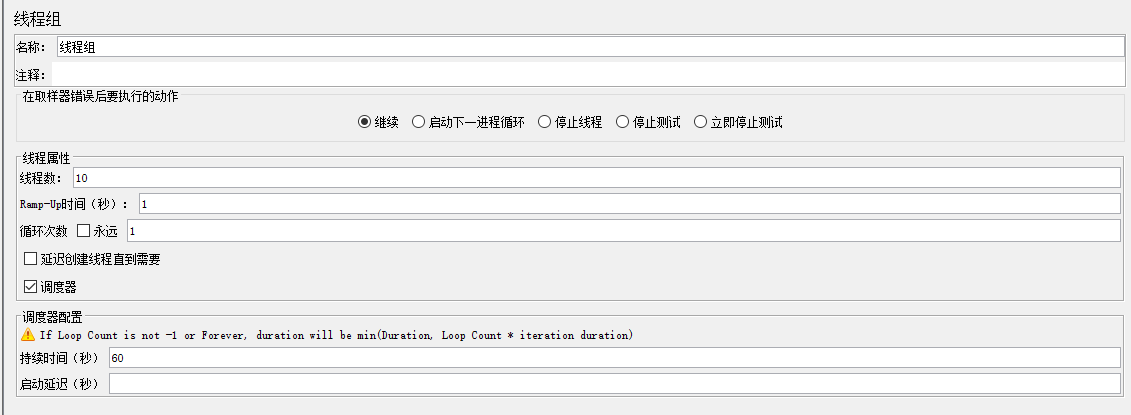 线程组
名称： 线程组
注释：
在取样器错误后要执行的动作
继续 启动下一进程循环 停止线程 停止测试 立即停止测试
线程属性
线程数： 10
Ramp-Up时间（秒）： 1
循环次数 永远 1
延迟创建线程直到需要
调度器
调度器配置
If Loop Count is not -1 or Forever, duration will be min(Duration, Loop Count * iteration duration)
持续时间（秒） 60
启动延迟（秒）